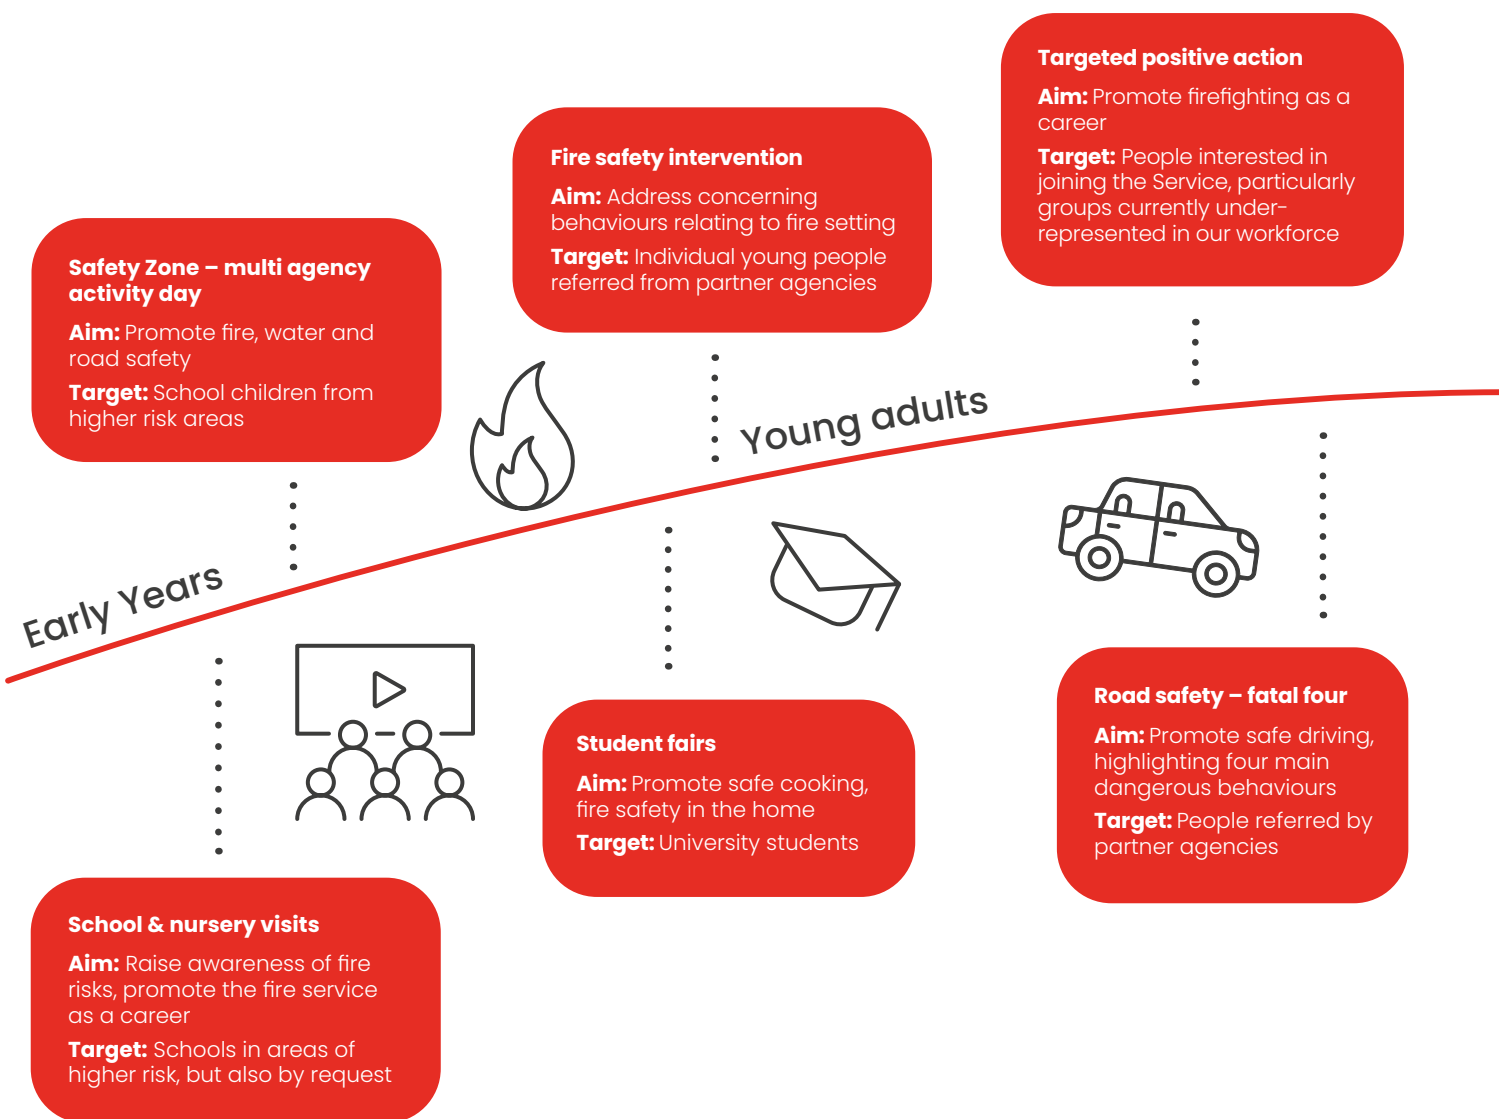 Targeted positive action
Aim: Promote firefighting as a
career
Target: People interested in
joining the Service, particularly
groups currently under-
represented in our workforce
Fire safety intervention
Aim: Address concerning
behaviours relating to fire setting
Target: Individual young people
referred from partner agencies
Safety Zone – multi agency
activity day
Aim: Promote fire, water and
road safety
Target: School children from
higher risk areas
Young adults
Early Years
Student fairs
Aim: Promote safe cooking,
fire safety in the home
Target: University students
Road safety – fatal four
Aim: Promote safe driving,
highlighting four main
dangerous behaviours
Target: People referred by
partner agencies
School & nursery visits
Aim: Raise awareness of fire
risks, promote the fire service
as a career
Target: Schools in areas of
higher risk, but also by request